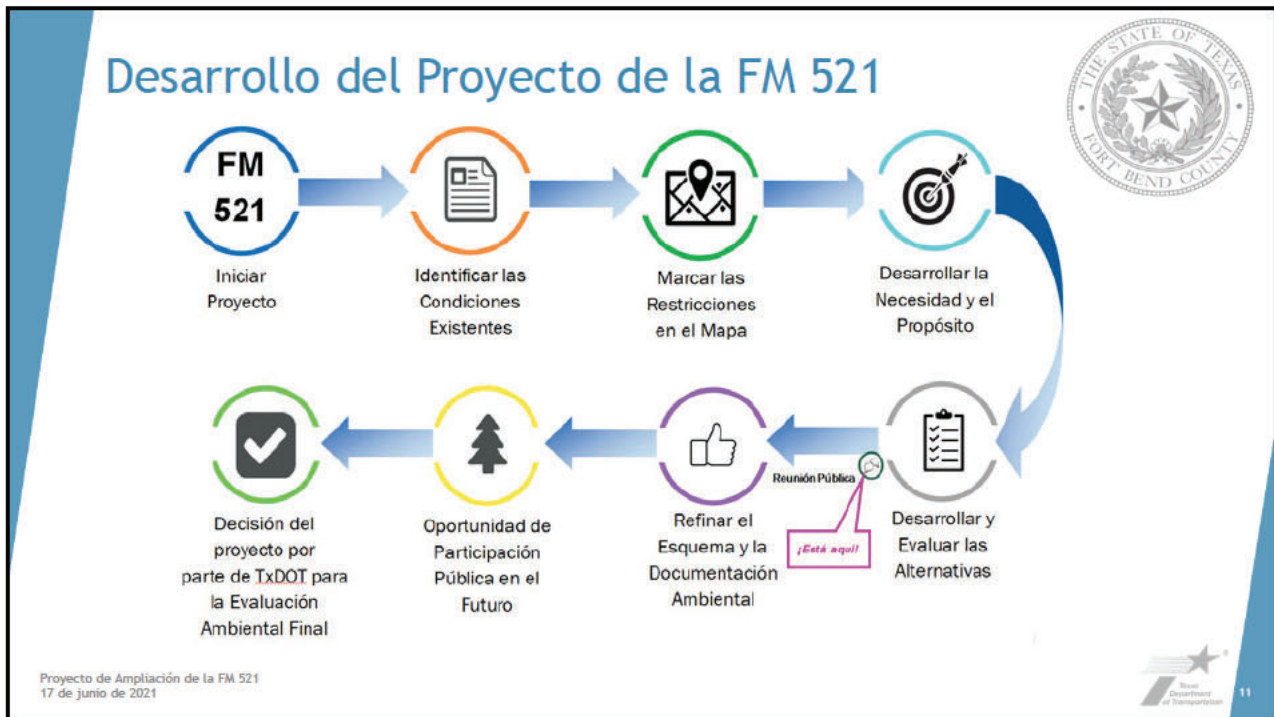 Desarrollo del Proyecto de la FM 521
THE STATE OF TEXAS
FORT BEND COUNTY
FM
521
Iniciar
Proyecto
Identificar las
Condiciones
Existentes
Marcar las
Restricciones
en el Mapa
Desarrollar la
Necesidad y el
Propósito
Desarrollar y
Evaluar las
Alternativas
Reunión Pública
¡Está aquí!
Refinar el
Esquema y la
Documentación
Ambiental
Oportunidad de
Participación
Pública en el
Futuro
Decisión del
proyecto por
parte de TxDOT para
la Evaluación
Ambiental Final
Proyecto de Ampliación de la FM 521
17 de junio de 2021
Texas
Department
of Transportation
®
11